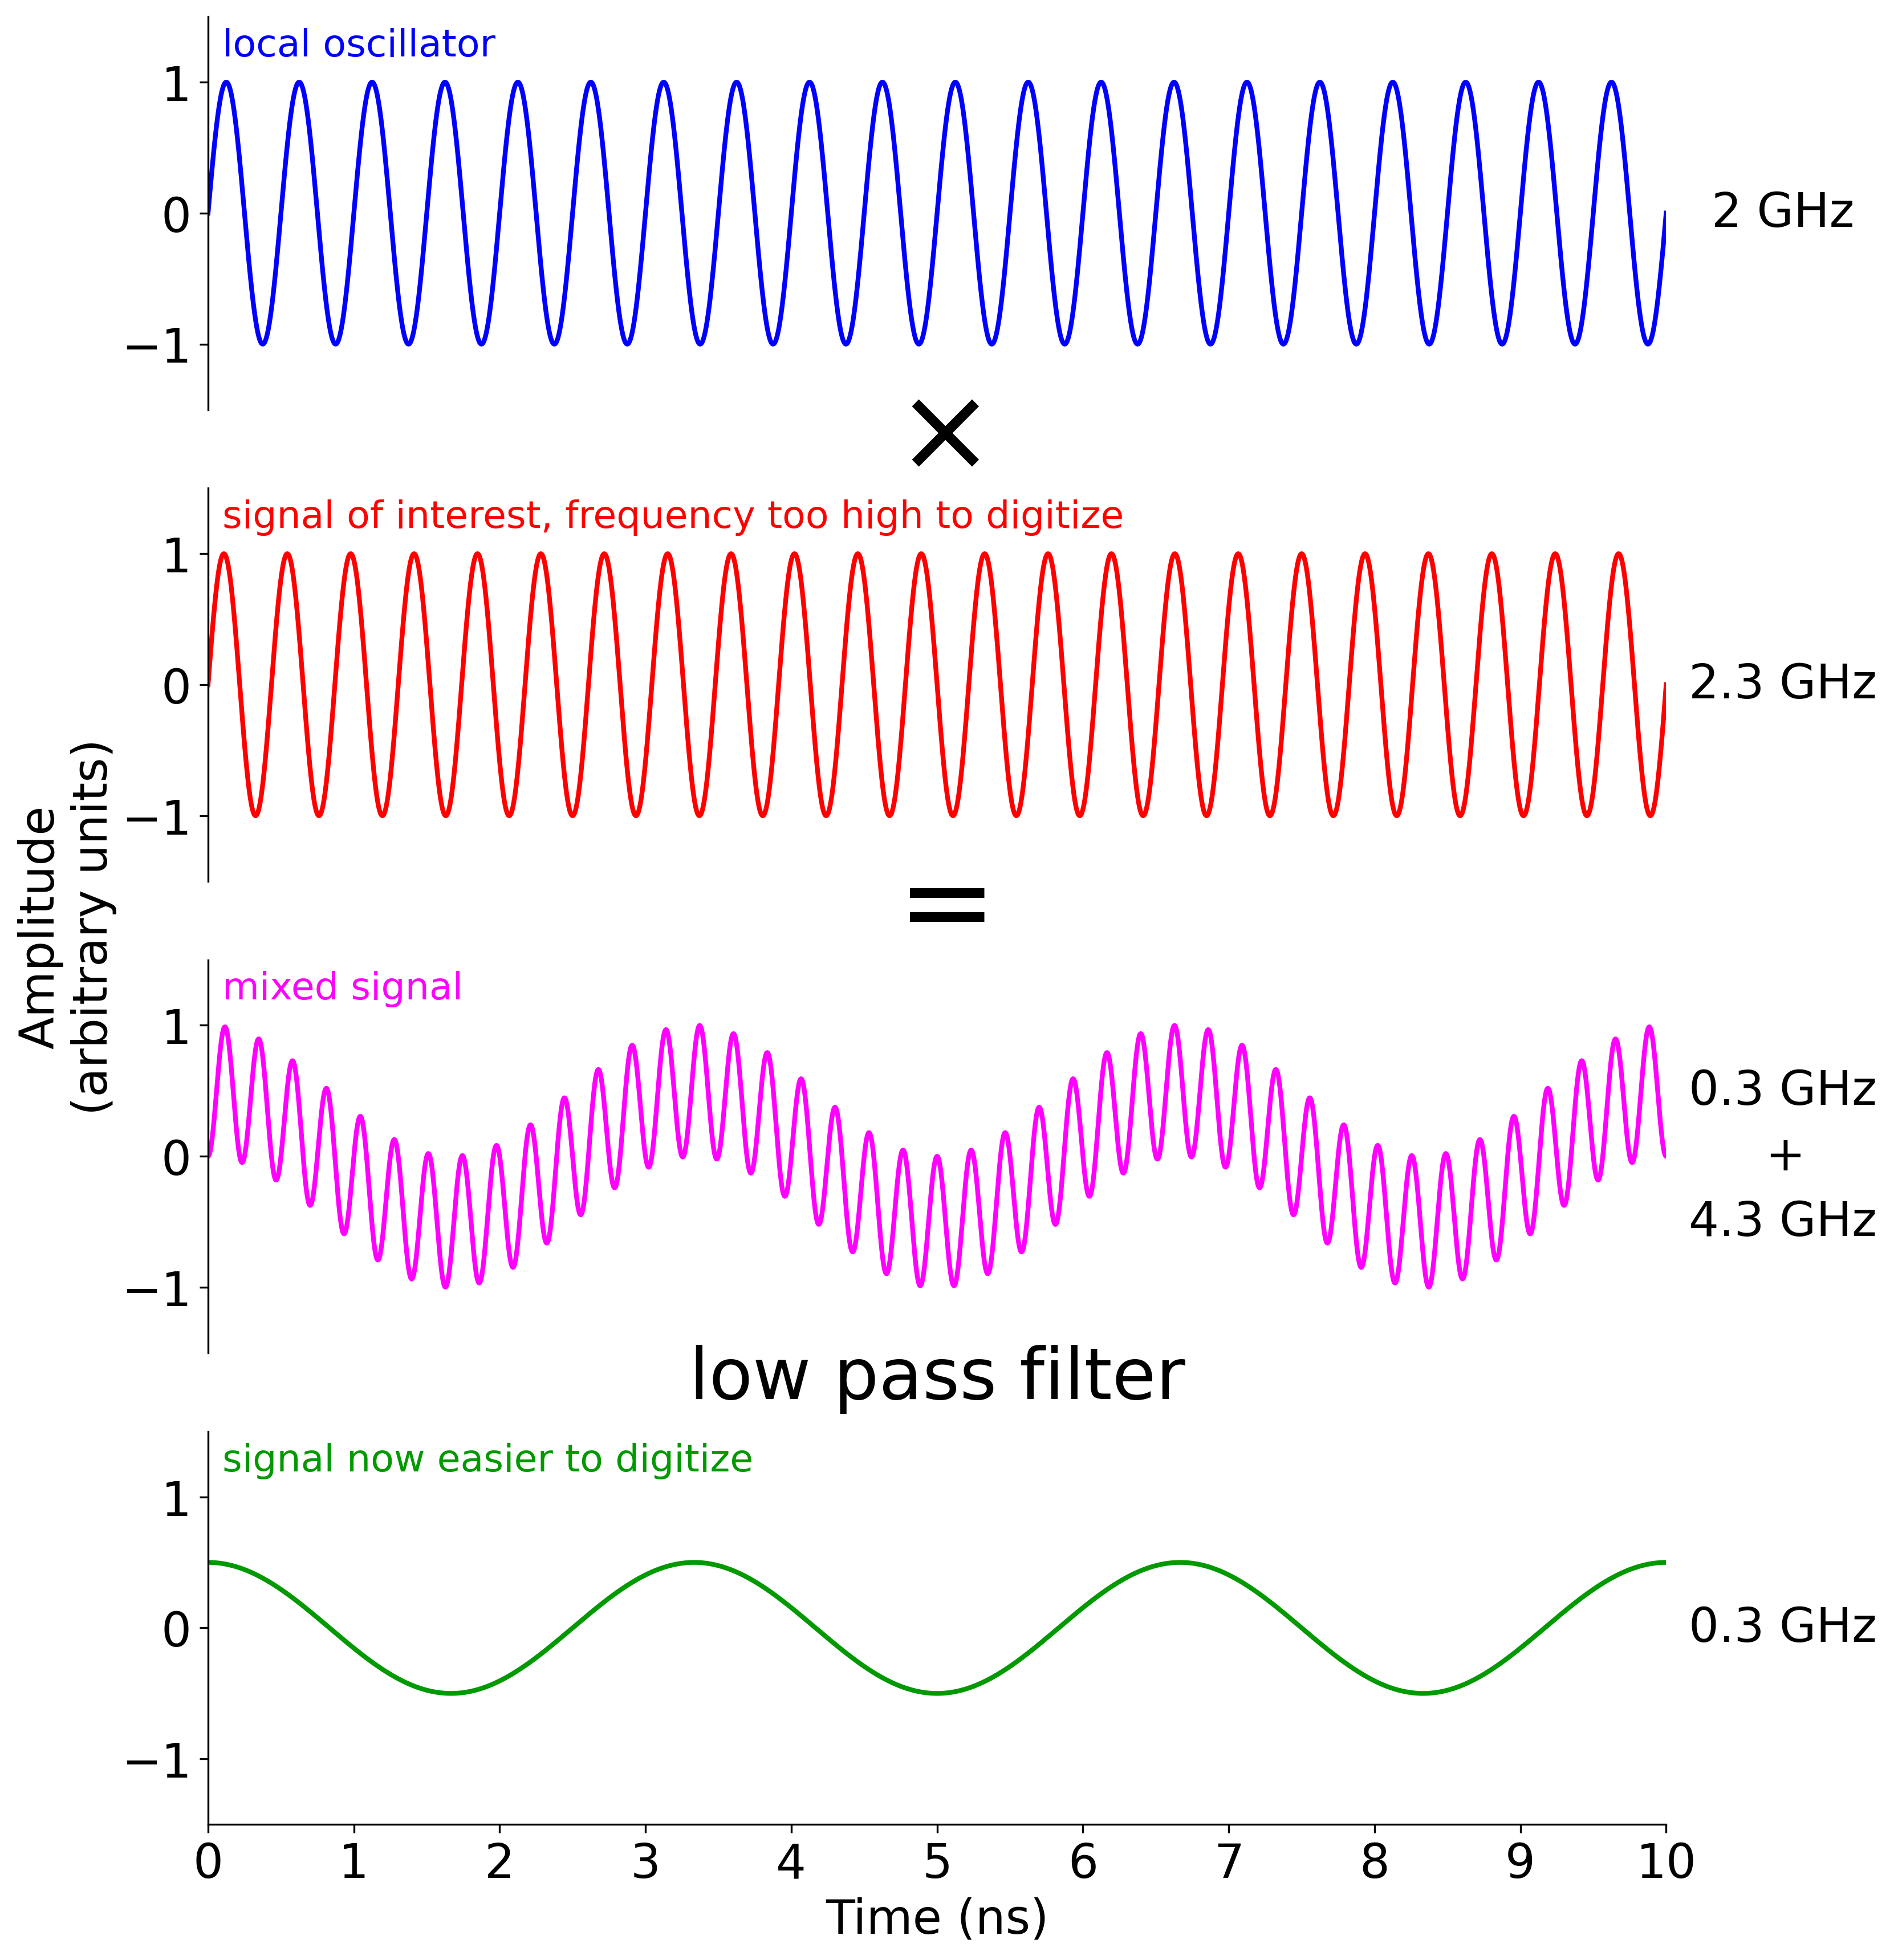 local oscillator
1
0
−1
2 GHz
×
signal of interest, frequency too high to digitize
1
0
−1
2.3 GHz
=
Amplitude
(arbitrary units)
mixed signal
1
0
−1
0.3 GHz
+
4.3 GHz
low pass filter
signal now easier to digitize
1
0
−1
0.3 GHz
0 1 2 3 4 5 6 7 8 9 10
Time (ns)